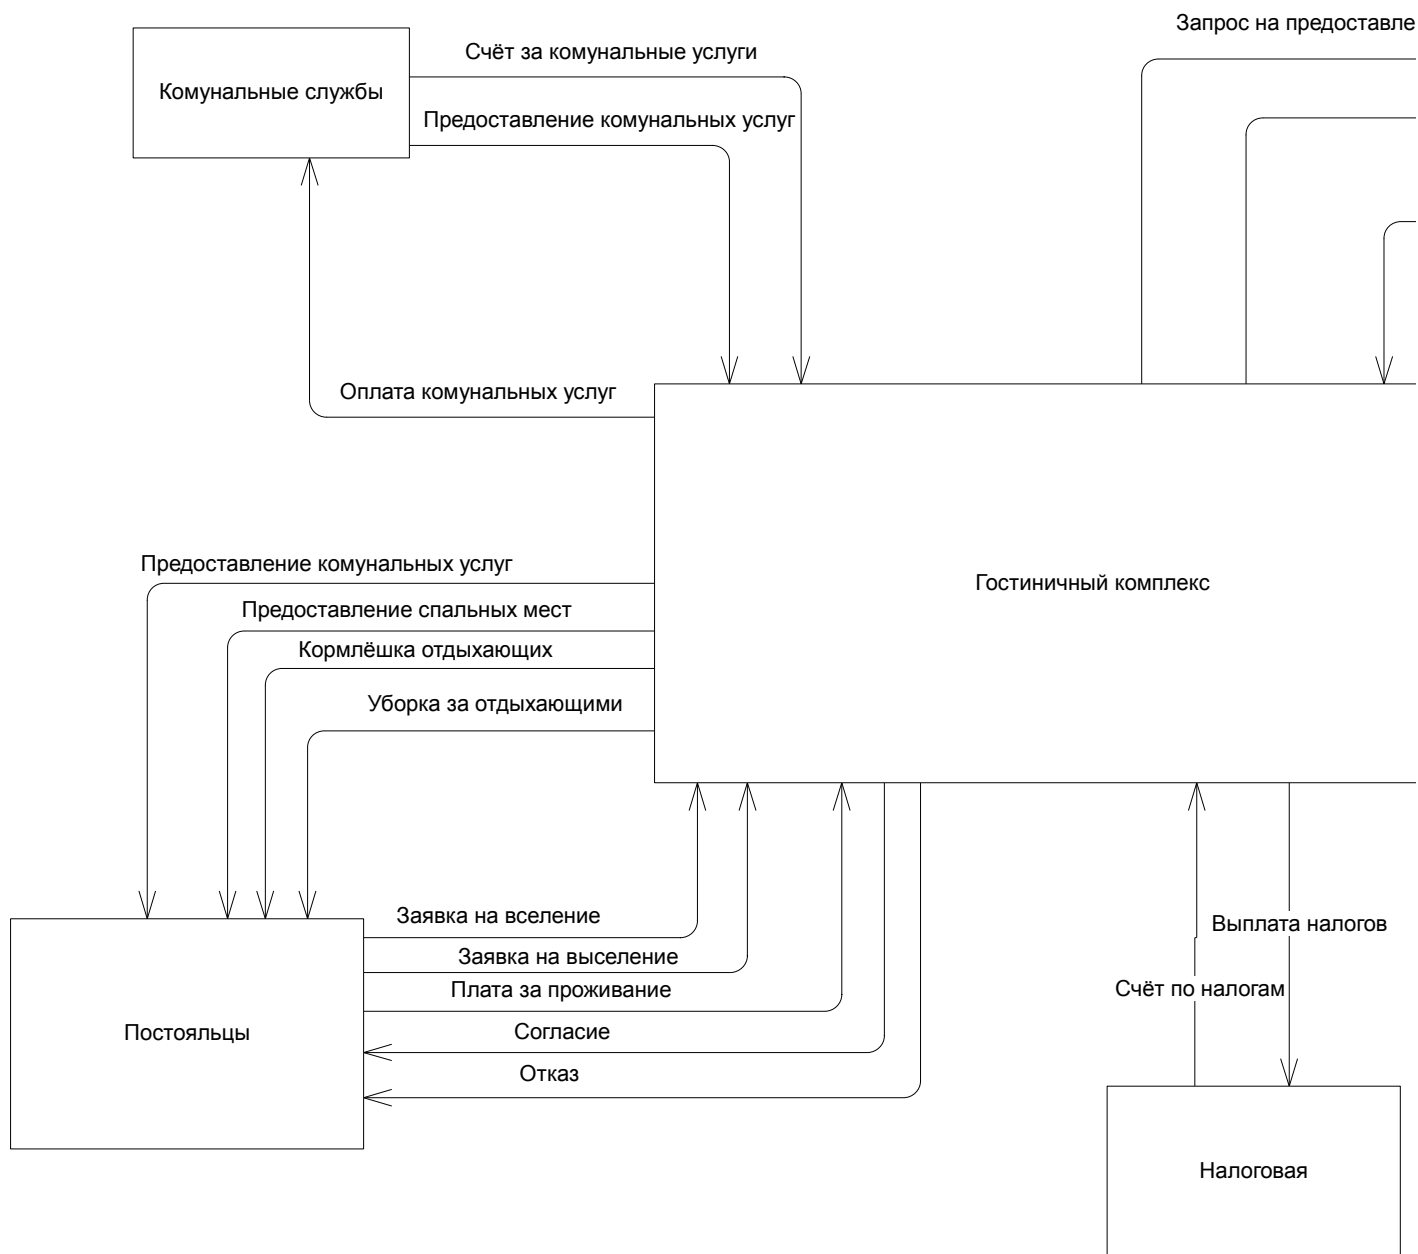 Запрос на предоставле
Счёт за комунальные услуги
Комунальные службы
Предоставление комунальных услуг
Оплата комунальных услуг
Предоставление комунальных услуг
Гостиничный комплекс
Предоставление спальных мест
Кормлёшка отдыхающих
Уборка за отдыхающими
Заявка на вселение
Выплата налогов
Заявка на выселение
Плата за проживание
Счёт по налогам
Постояльцы
Согласие
Отказ
Налоговая